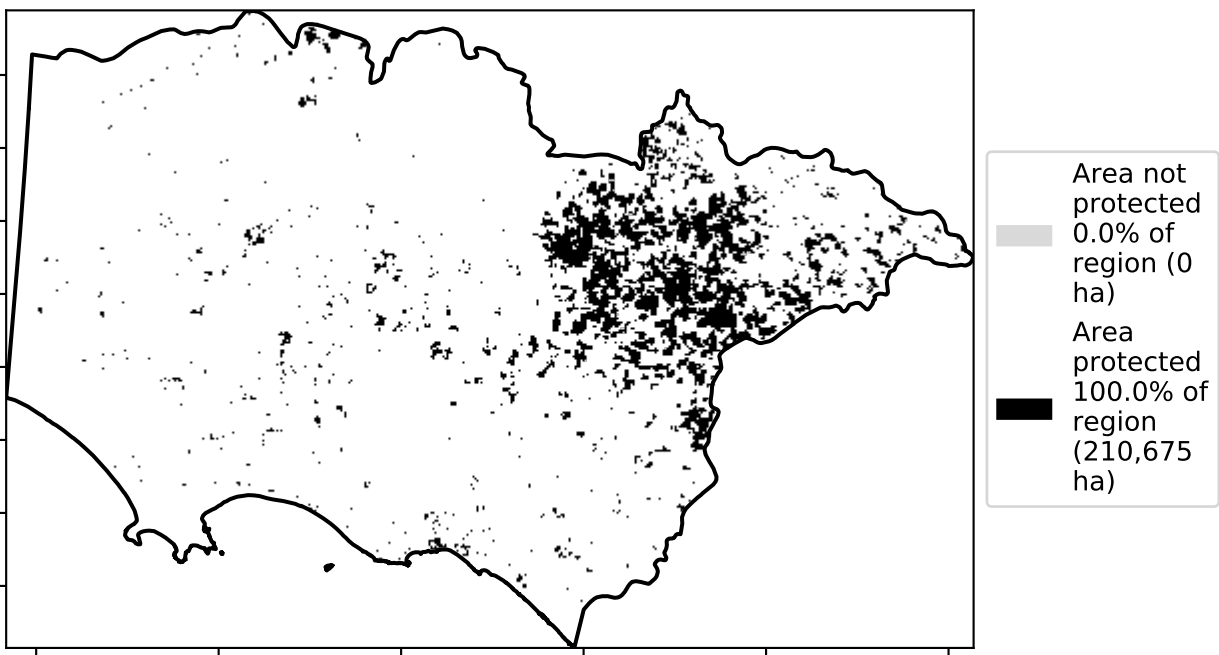 Area not
protected
0.0% of
region (0
ha)
Area
protected
100.0% of
region
(210,675
ha)